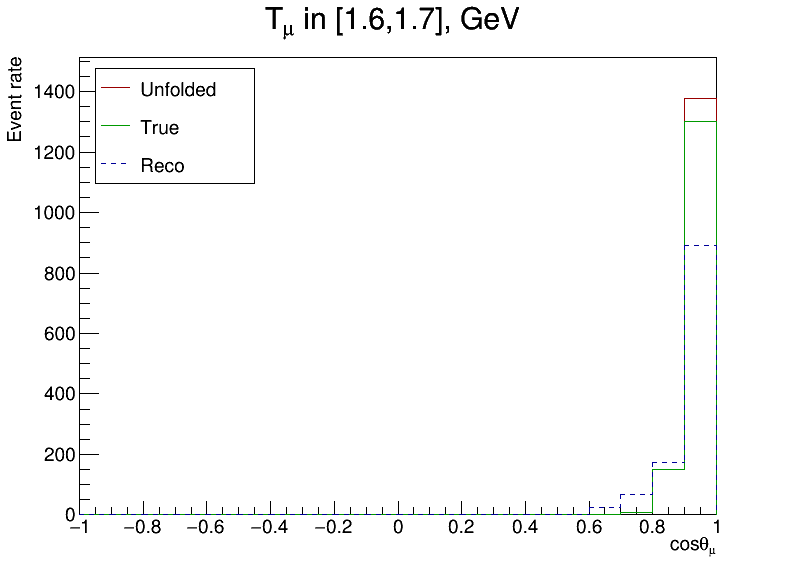 Tμ in [1.6,1.7], GeV
Event rate
Unfolded
True
Reco
1400
1200
1000
800
600
400
200
0
−1 −0.8 −0.6 −0.4 −0.2 0 0.2 0.4 0.6 0.8 1
cosθμ